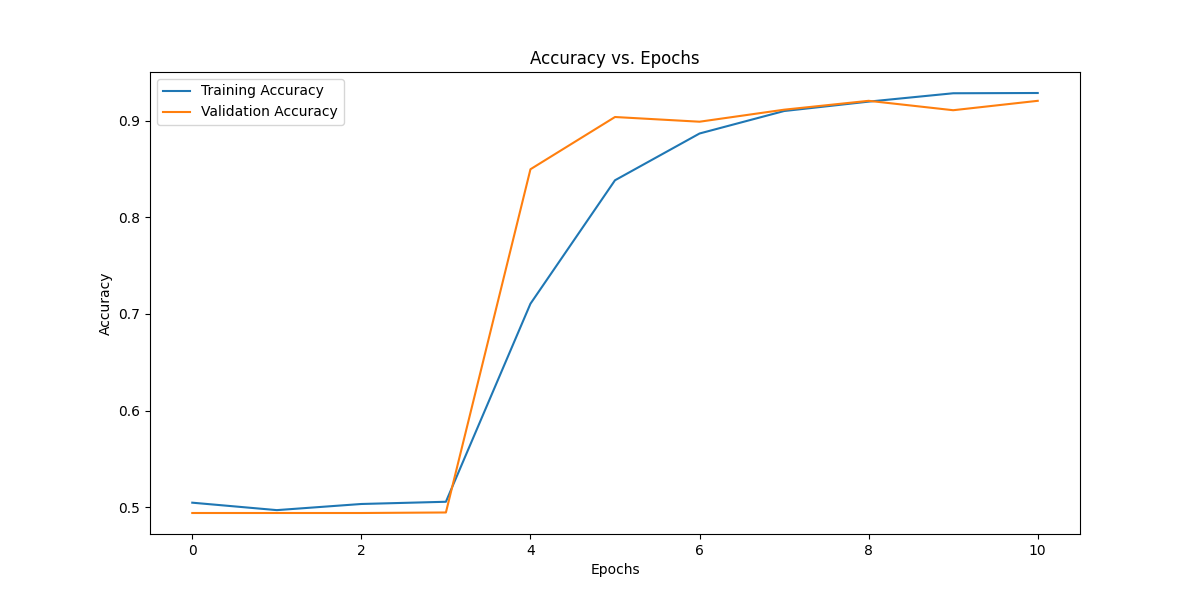 Accuracy vs. Epochs
Training Accuracy
Validation Accuracy
0.9
0.8
0.7
0.6
0.5
Accuracy
0 2 4 6 8 10
Epochs